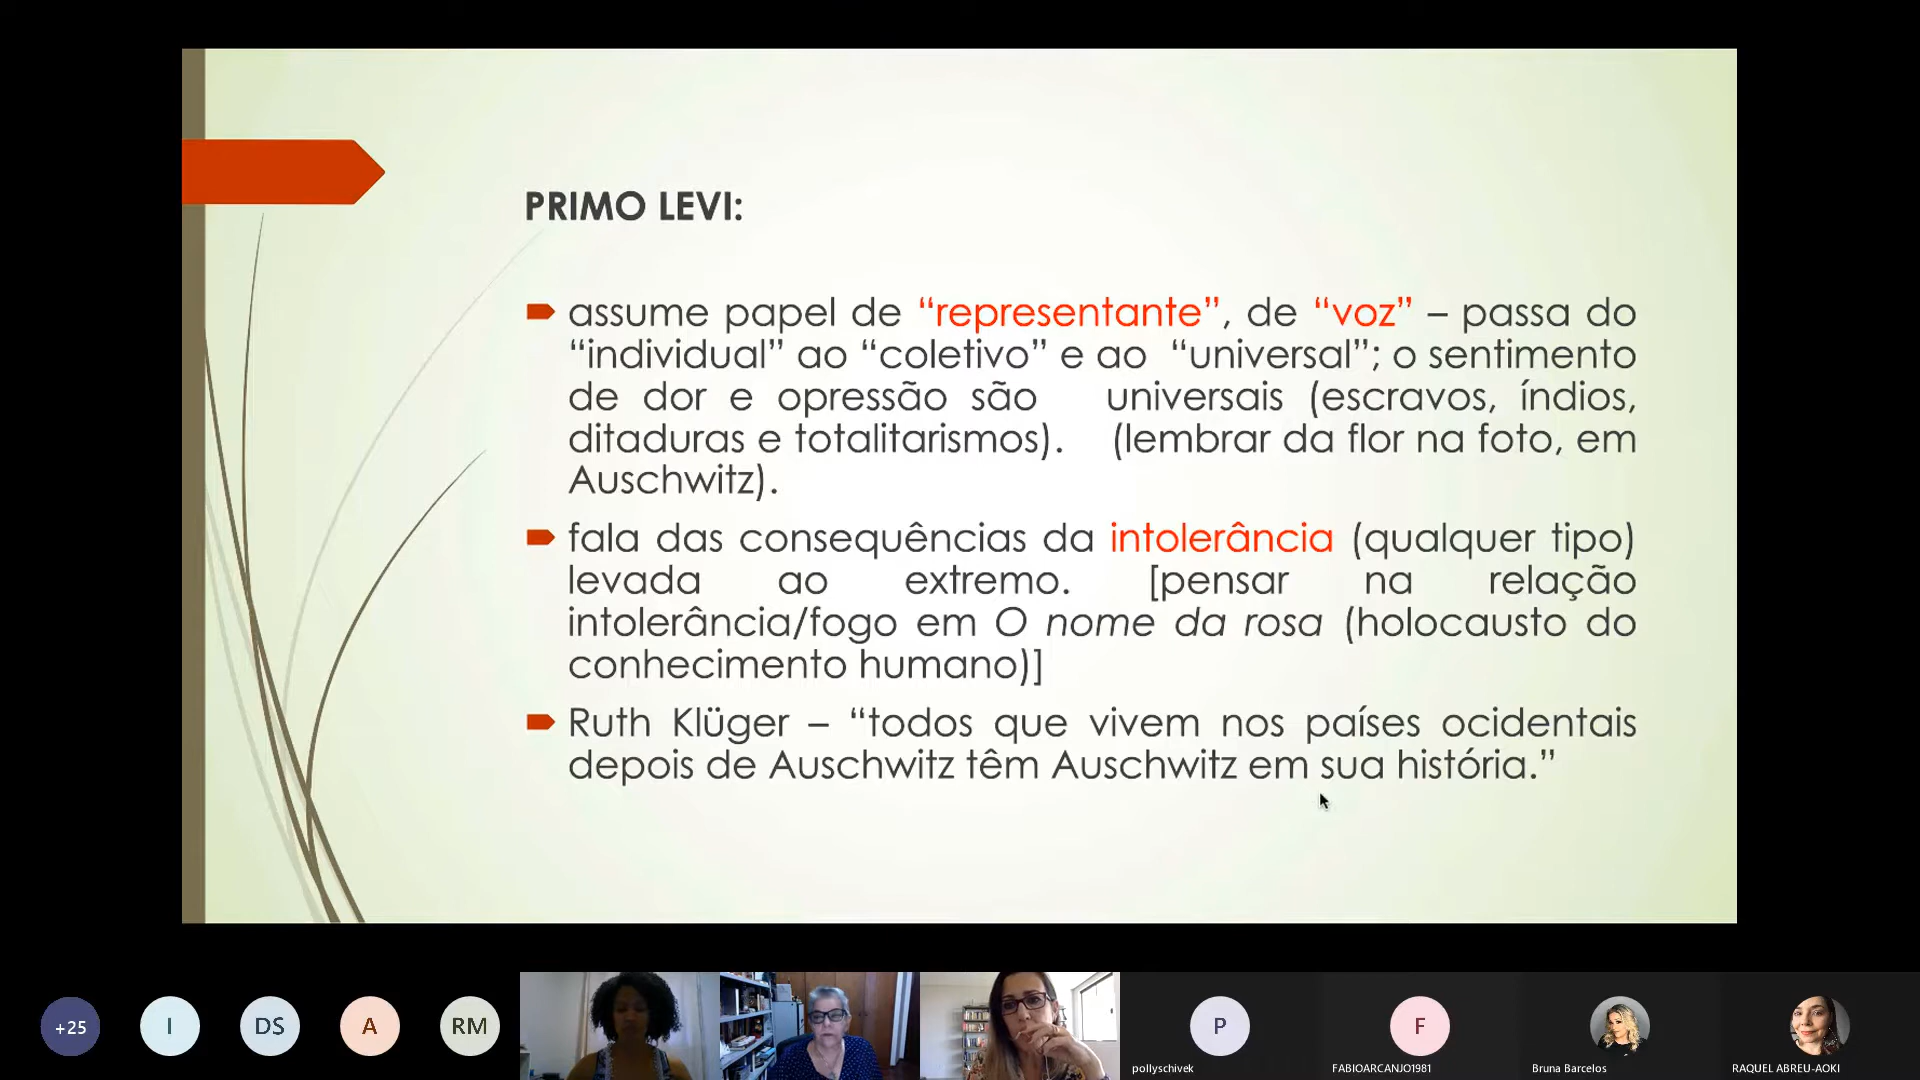 PRIMO LEVI:
assume papel de “representante”, de “voz” – passa do
“individual” ao “coletivo” e ao “universal”; o sentimento
de dor e opressão são universais (escravos, índios,
ditaduras e totalitarismos). (lembrar da flor na foto, em
Auschwitz).
fala das consequências da intolerância (qualquer tipo)
levada ao extremo. [pensar na relação
intolerância/fogo em O nome da rosa (holocausto do
conhecimento humano)]
Ruth Klüger – “todos que vivem nos países ocidentais
depois de Auschwitz têm Auschwitz em sua história.”
+25
I
DS
A
RM
P
F
pollyschivek
FABIOARCANJO1981
Bruna Barcelos
RAQUEL ABREU-AOKI